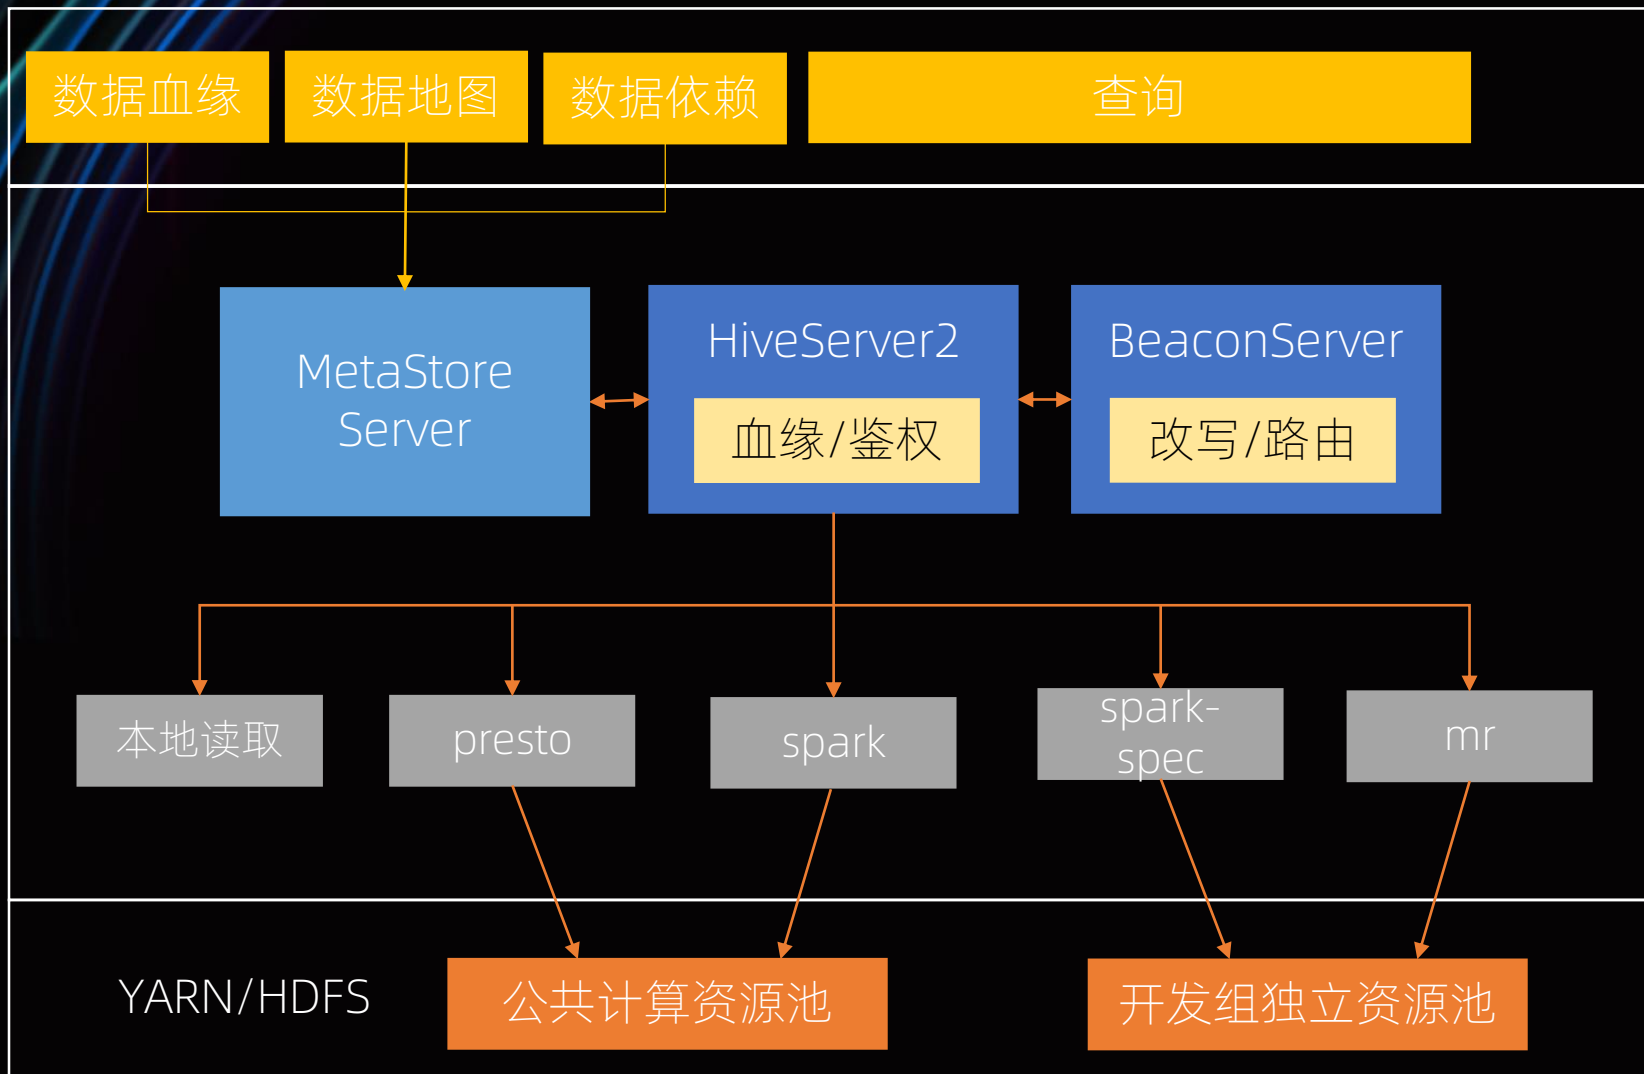 数据血缘
数据地图
数据依赖
查询
MetaStore
Server
HiveServer2
血缘/鉴权
BeaconServer
改写/路由
本地读取
presto
spark
spark-
spec
mr
YARN/HDFS
公共计算资源池
开发组独立资源池